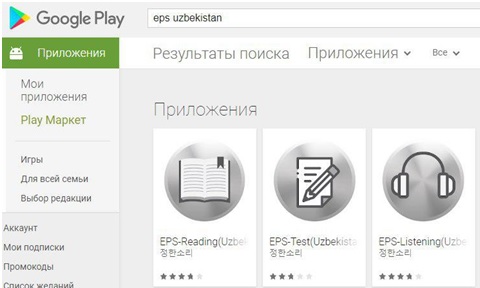 Google Play
eps uzbekistan
Приложения
Результаты поиска
Приложения
Все
Мои
приложения
Play Маркет
Игры
Для всей семьи
Выбор редакции
Аккаунт
Мои подписки
Промокоды
Список желаний
Приложения
EPS-Reading(Uzbek
정한소리
EPS-Test(Uzbekista
정한소리
EPS-Listening(Uzbe
정한소리